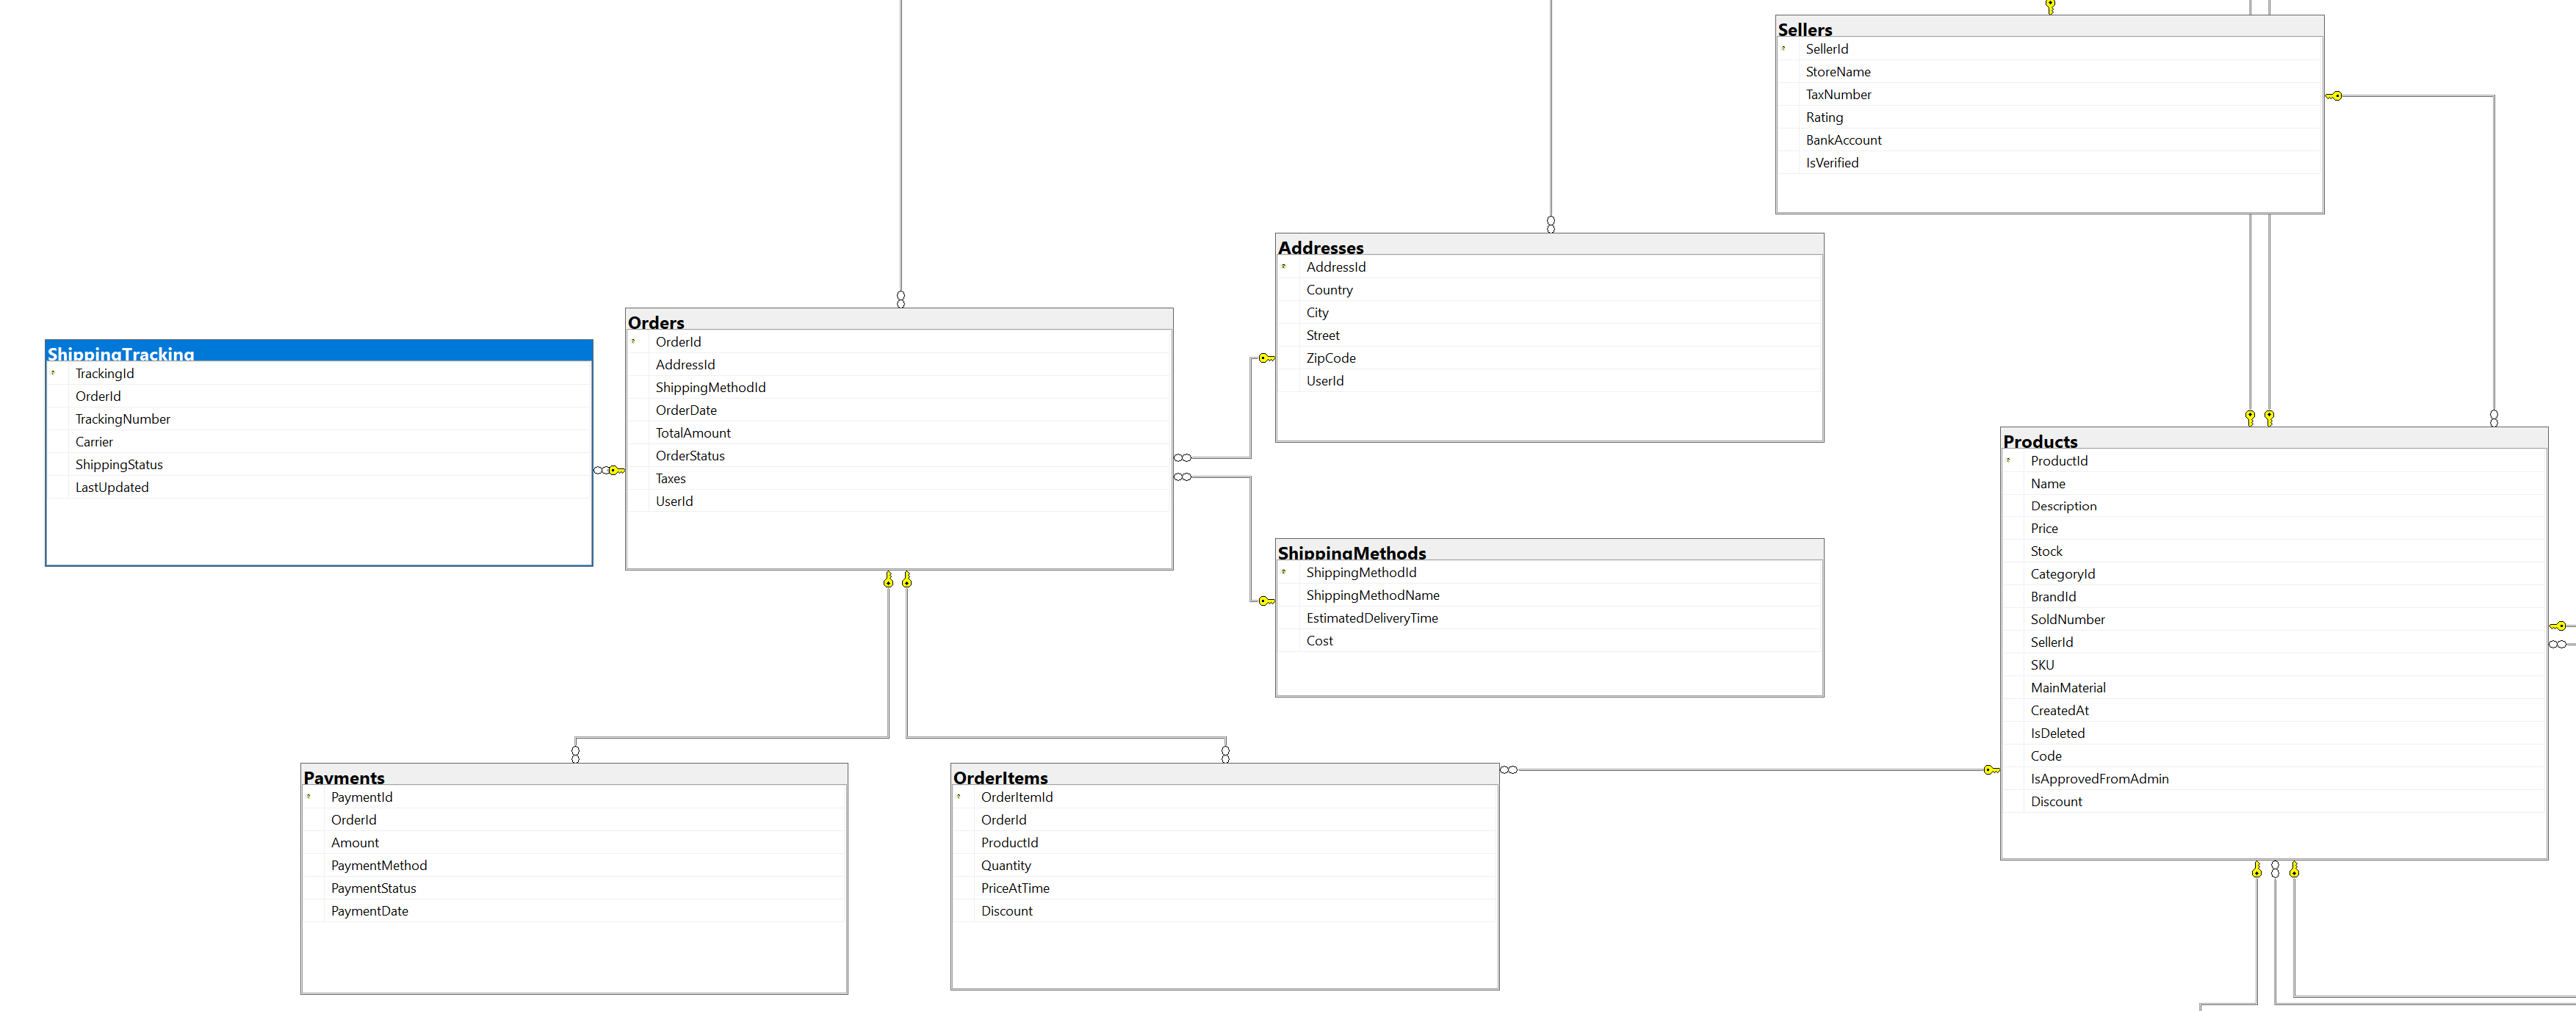 Sellers
SellerId
StoreName
TaxNumber
Rating
BankAccount
IsVerified
Addresses
AddressId
Country
City
Street
ZipCode
UserId
Orders
OrderId
AddressId
ShippingMethodId
OrderDate
TotalAmount
OrderStatus
Taxes
UserId
ShippingTracking
TrackingId
OrderId
TrackingNumber
Carrier
ShippingStatus
LastUpdated
ShippingMethods
ShippingMethodId
ShippingMethodName
EstimatedDeliveryTime
Cost
Products
ProductId
Name
Description
Price
Stock
CategoryId
BrandId
SoldNumber
SellerId
SKU
MainMaterial
CreatedAt
IsDeleted
Code
IsApprovedFromAdmin
Discount
Payments
PaymentId
OrderId
Amount
PaymentMethod
PaymentStatus
PaymentDate
OrderItems
OrderItemId
OrderId
ProductId
Quantity
PriceAtTime
Discount